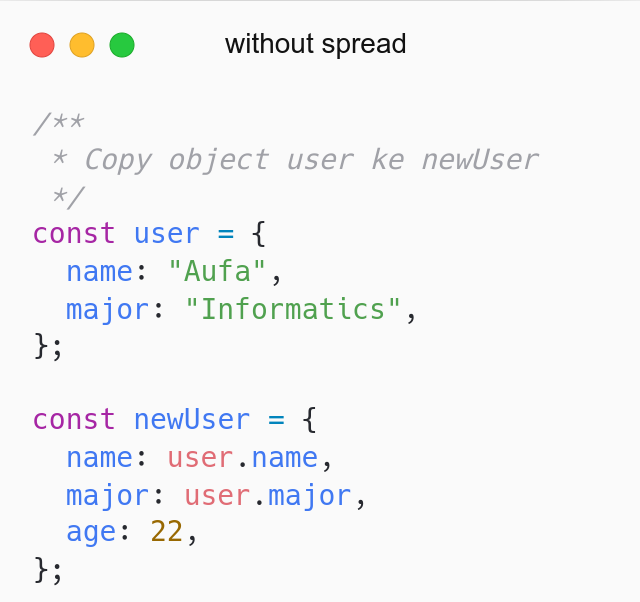 without spread
/**
 * Copy object user ke newUser
 */
const user = {
  name: "Aufa",
  major: "Informatics",
};
const newUser = {
  name: user.name,
  major: user.major,
  age: 22,
};